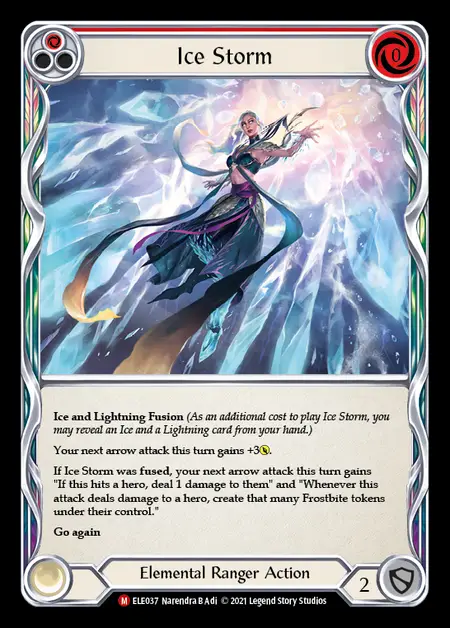 Ice Storm
0
Ice and Lightning Fusion (As an additional cost to play Ice Storm, you
may reveal an Ice and a Lightning card from your hand.)
Your next arrow attack this turn gains +3.
If Ice Storm was fused, your next arrow attack this turn gains
"If this hits a hero, deal 1 damage to them" and "Whenever this
attack deals damage to a hero, create that many Frostbite tokens
under their control."
Go again
Elemental Ranger Action
2
M ELE037 Narendra B Adi © 2021 Legend Story Studios